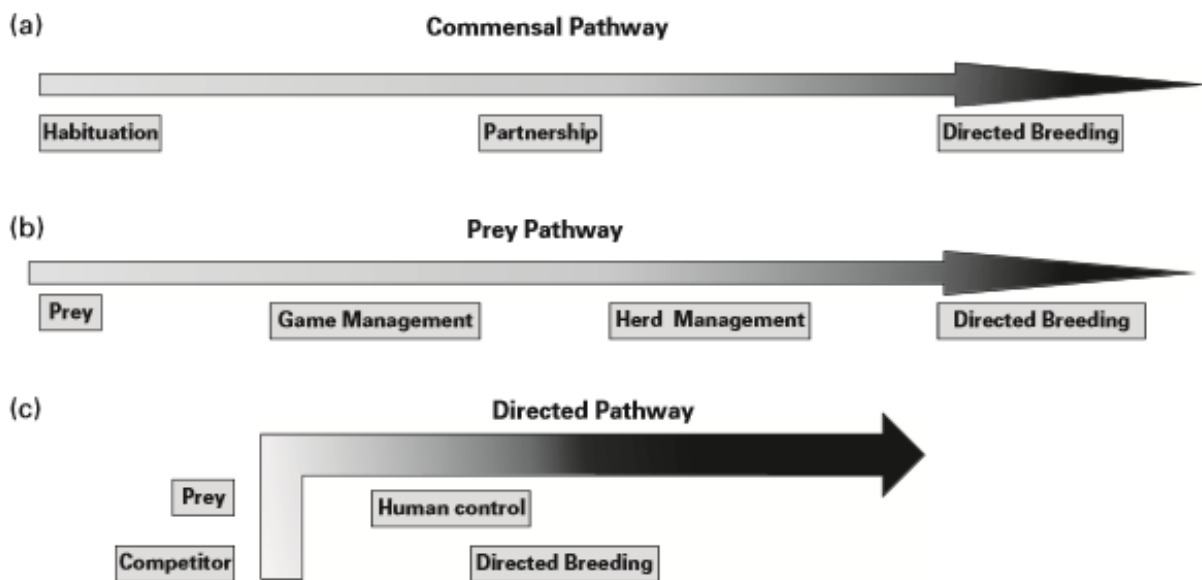 (a)
Commensal Pathway
Habituation
Partnership
Directed Breeding
(b)
Prey Pathway
Prey
Game Management
Herd Management
Directed Breeding
(c)
Directed Pathway
Prey
Human control
Competitor
Directed Breeding